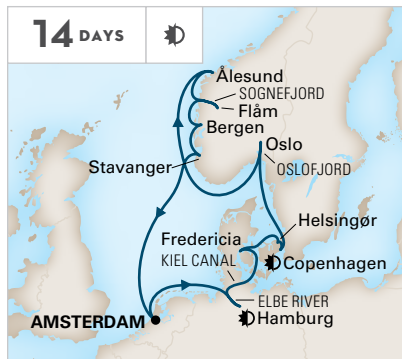 14 DAYS
Ålesund
SOGNEFJORD
Flåm
Bergen
Oslo
OSLOFJORD
Stavanger
Helsingør
Fredericia
KIEL CANAL
Copenhagen
ELBE RIVER
AMSTERDAM
Hamburg